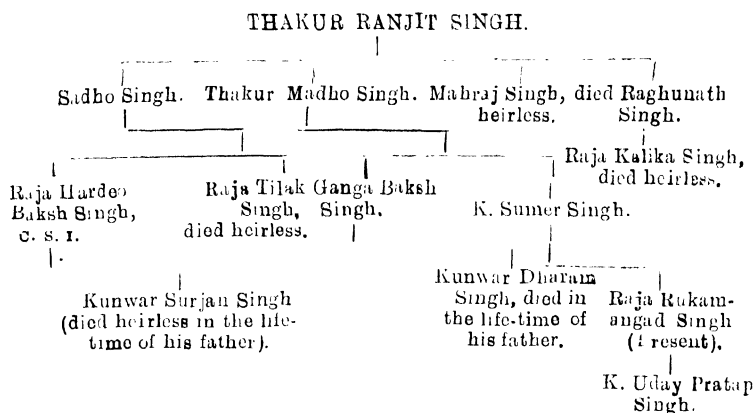 THAKUR RANJIT SINGH.
Sadho Singh. Thakur Madho Singh. Mahraj Singh, died Raghunath
heirless. Singh.
Raja Kalika Singh,
died heirless.
Raja Hardeo Raja Tilak Ganga Baksh
Baksh Singh, Singh, Singh. K. Sumer Singh.
C. S. I. died heirless.
Kunwar Dharam
Kunwar Surjan Singh Singh, died in Raja Rukam-
(died heirless in the life- the life-time of angad Singh
time of his father). his father. (present).
K. Uday Pratap
Singh.